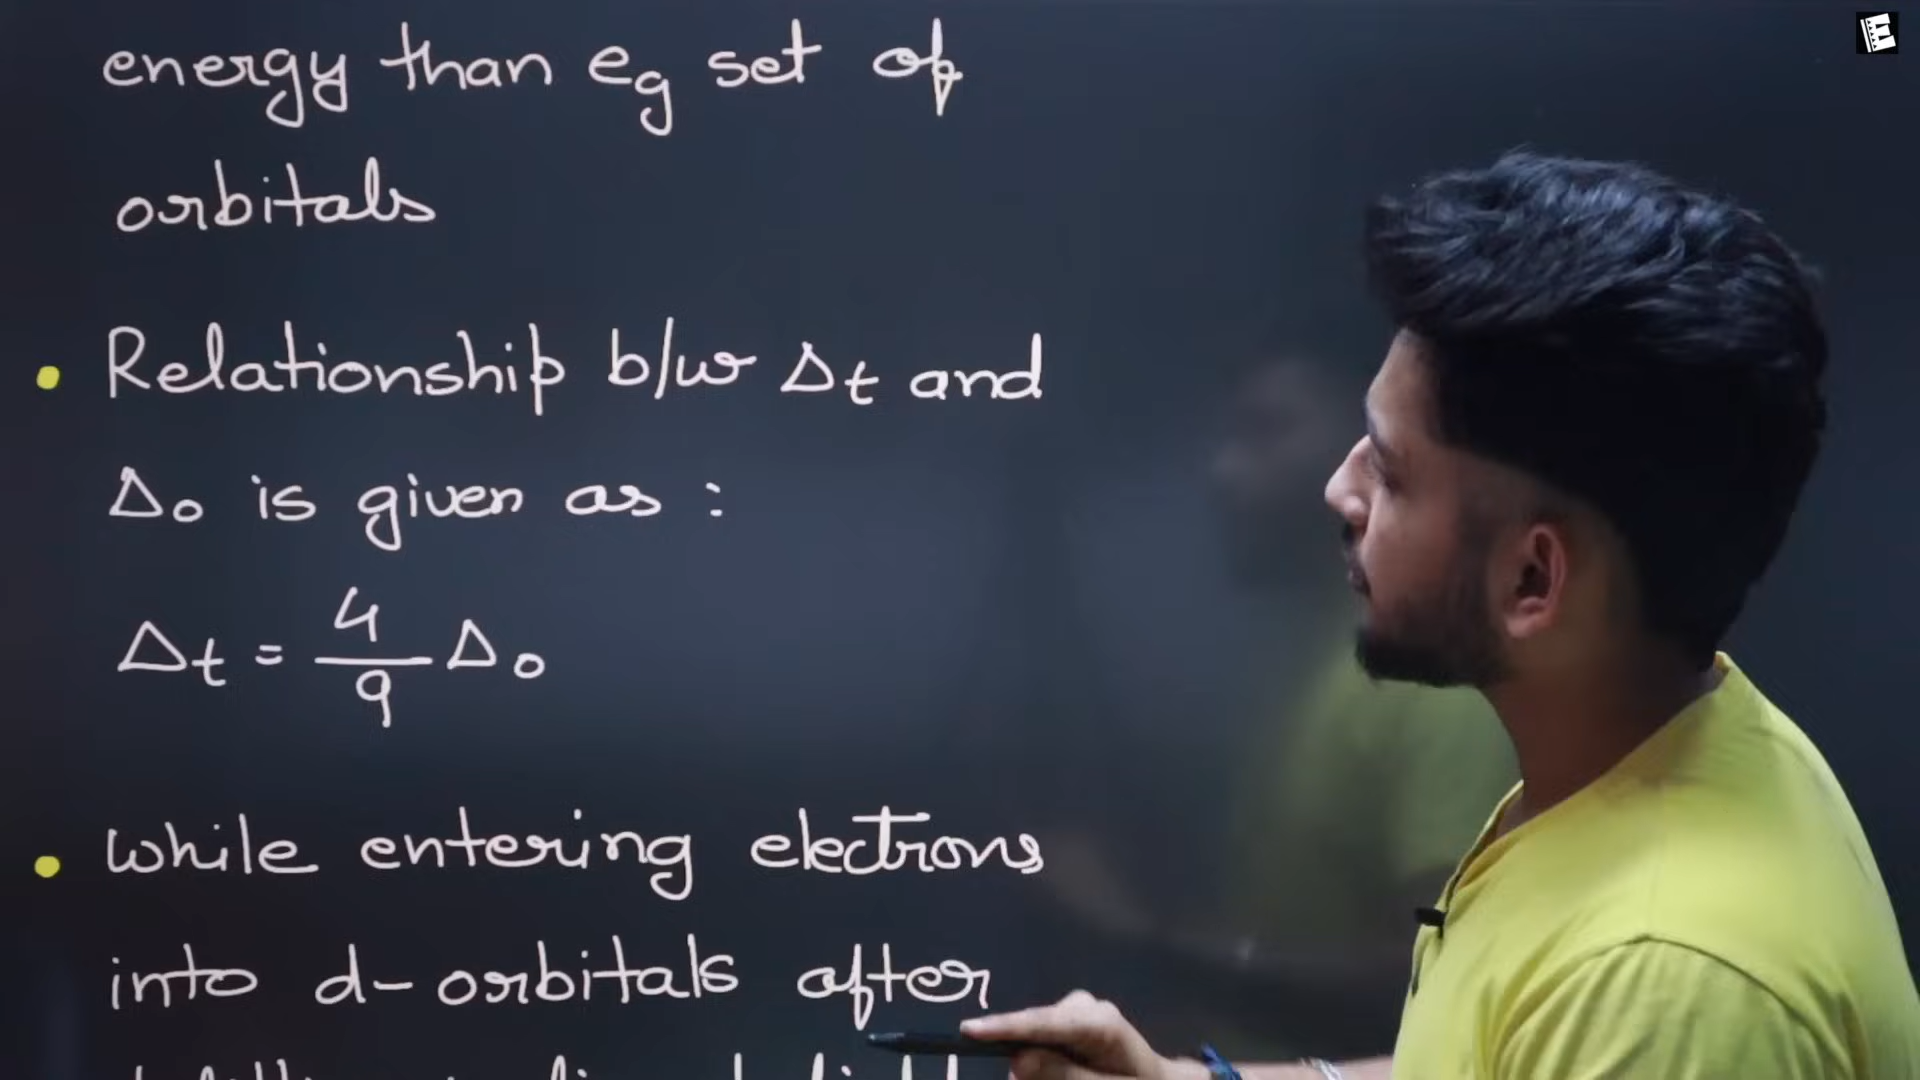 energy than eg set of
orbitals
• Relationship b/w Δt and
Δo is given as :
Δt = 4/9 Δo
• while entering electrons
into d-orbitals after